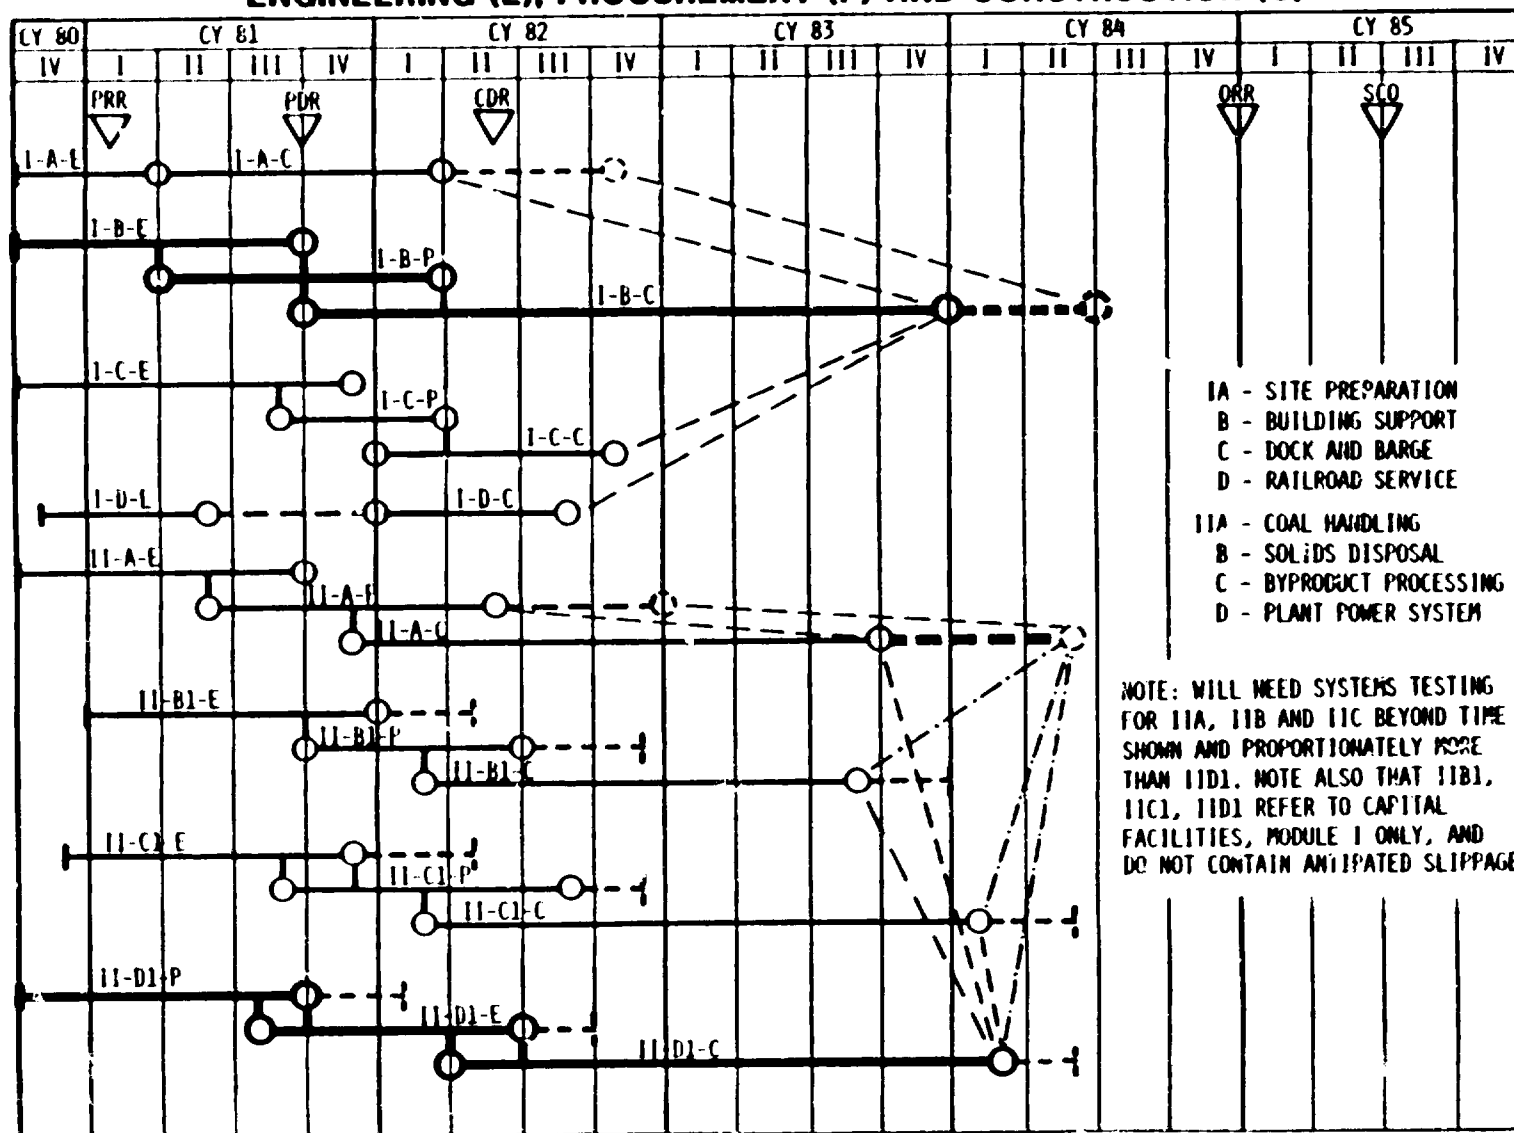 ENGINEERING (E), PROCUREMENT (P) AND CONSTRUCTION
CY 80 CY 81 CY 82 CY 83 CY 84 CY 85
IV I II III IV I II III IV I II III IV I II III IV I II III IV
PRR PDR CDR ORR SCO
I-A-E I-A-C
I-B-E
I-B-P
I-B-C
I-C-E
I-C-P
I-C-C
I-D-E I-D-C
II-A-E
II-A-P
II-A-C
II-B1-E
II-B1-P
II-B1-C
II-C1-E
II-C1-P
II-C1-C
II-D1-P
II-D1-E
II-D1-C
IA - SITE PREPARATION
B - BUILDING SUPPORT
C - DOCK AND BARGE
D - RAILROAD SERVICE
IIA - COAL HANDLING
B - SOLIDS DISPOSAL
C - BYPRODUCT PROCESSING
D - PLANT POWER SYSTEM
NOTE: WILL NEED SYSTEMS TESTING
FOR IIA, IIB AND IIC BEYOND TIME
SHOWN AND PROPORTIONATELY MORE
THAN IID1. NOTE ALSO THAT IIB1,
IIC1, IID1 REFER TO CAPITAL
FACILITIES, MODULE I ONLY, AND
DO NOT CONTAIN ANTIPATED SLIPPAGE